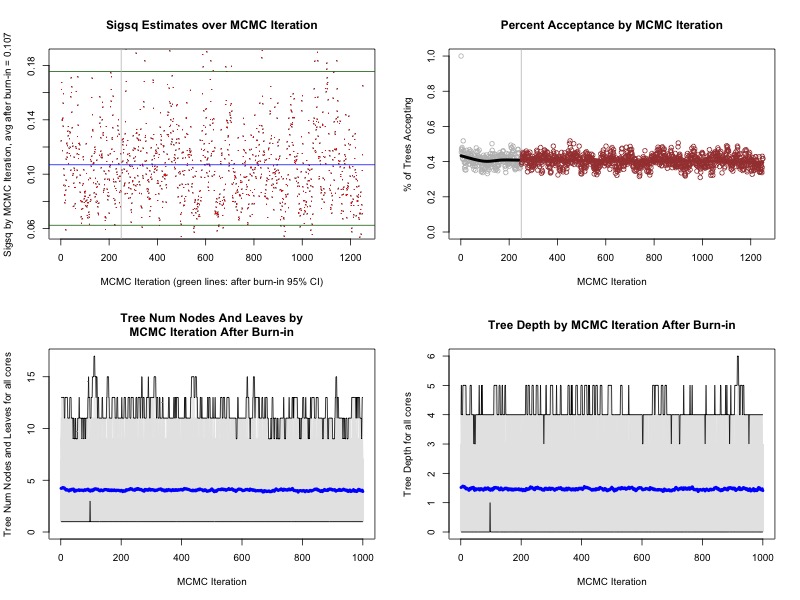 Sigsq Estimates over MCMC Iteration
Sigsq by MCMC Iteration, avg after burn-in = 0.107
0.18
0.14
0.10
0.06
0 200 400 600 800 1000 1200
MCMC Iteration (green lines: after burn-in 95% CI)
Percent Acceptance by MCMC Iteration
% of Trees Accepting
1.0
0.8
0.6
0.4
0.2
0.0
0 200 400 600 800 1000 1200
MCMC Iteration
Tree Num Nodes And Leaves by
MCMC Iteration After Burn-in
Tree Num Nodes and Leaves for all cores
15
10
5
0
0 200 400 600 800 1000
MCMC Iteration
Tree Depth by MCMC Iteration After Burn-in
Tree Depth for all cores
6
5
4
3
2
1
0
0 200 400 600 800 1000
MCMC Iteration